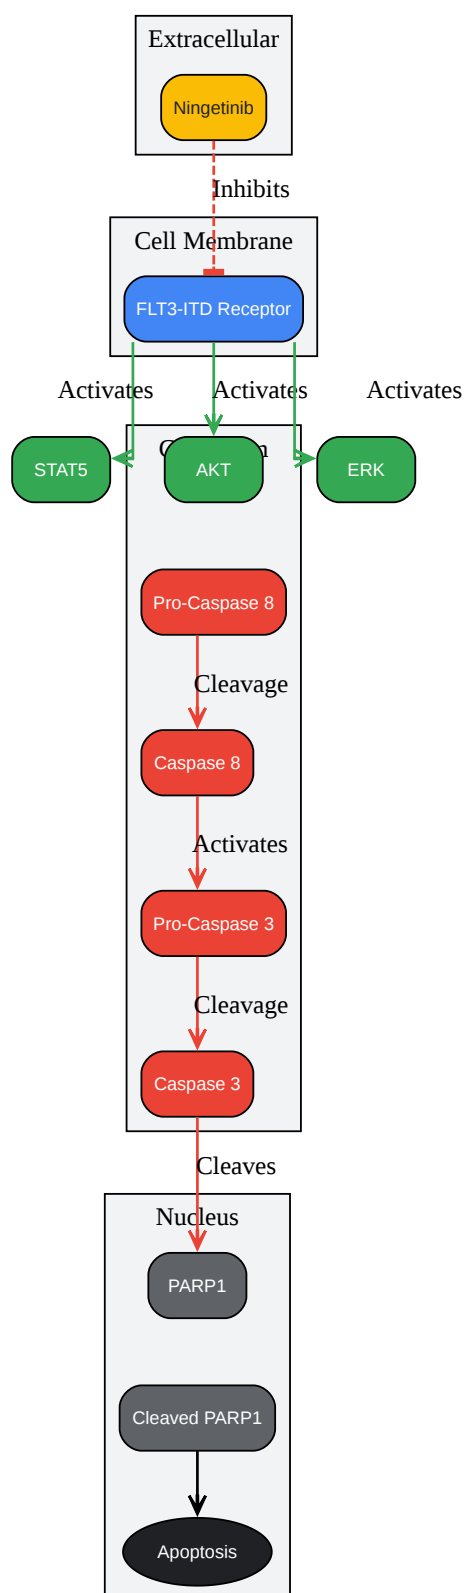 Extracellular
Ningetinib
Inhibits
Cell Membrane
FLT3-ITD Receptor
Activates
Activates
Activates
STAT5
AKT
ERK
Pro-Caspase 8
Cleavage
Caspase 8
Activates
Pro-Caspase 3
Cleavage
Caspase 3
Cleaves
Nucleus
PARP1
Cleaved PARP1
Apoptosis